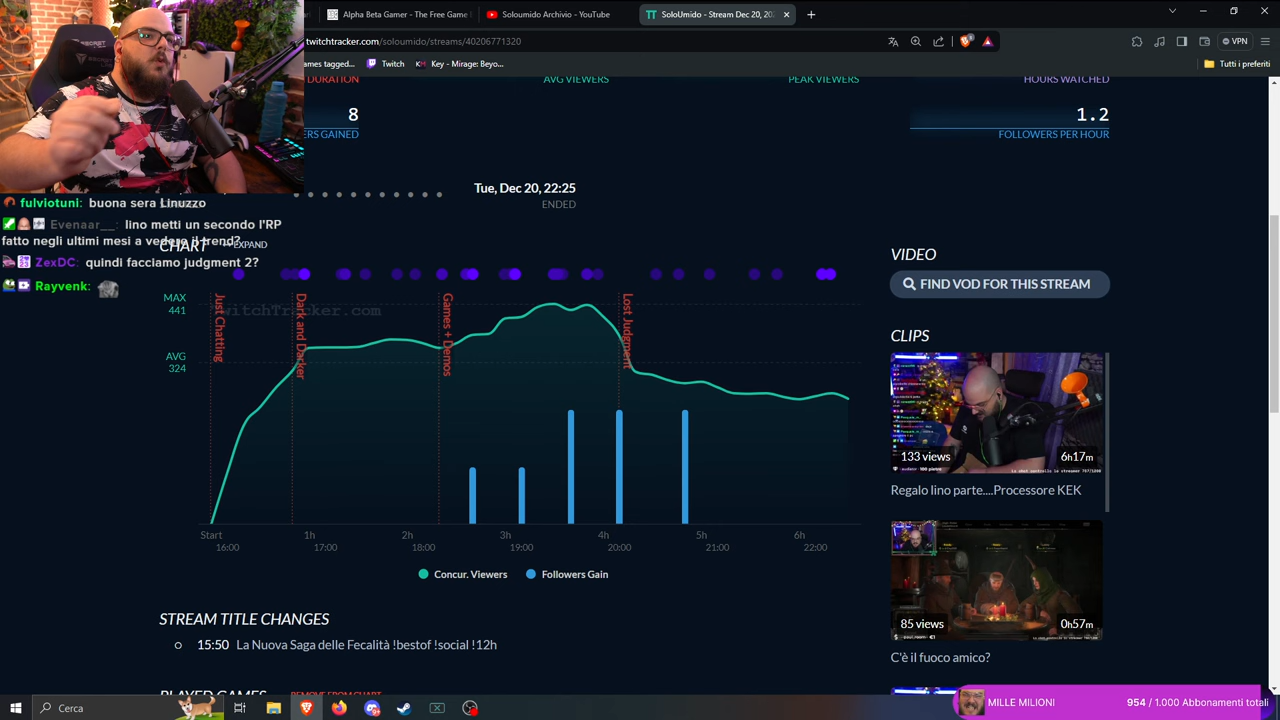 Alpha Beta Gamer - The Free Gami
Soloumido Archivio - YouTube
SoloUmido - Stream 12, 20, 20
twitchtracker.com/soloumido/streams/40206771320
ames tagged...
Twitch
Key - Mirage: Beyo...
VPN
Tutti i preferiti
DURATION
AVG VIEWERS
PEAK VIEWERS
HOURS WATCHED
8
1.2
ERS GAINED
FOLLOWERS PER HOUR
Tue, Dec 20, 22:25
ENDED
fulviotuni: buona sera Linuzzo
Evenaar__: lino metti un secondo l'RP
fatto negli ultimi mesi a vedere il trend?
ZexDC: quindi facciamo judgment 2?
Rayvenk:
CHART
EXPAND
MAX
441
AVG
324
TwitchTracker.com
Just Chatting
Dark and Darker
Games + Demos
Lost Judgment
Start
16:00
1h
17:00
2h
18:00
3h
19:00
4h
20:00
5h
21:00
6h
22:00
Concur. Viewers
Followers Gain
STREAM TITLE CHANGES
15:50 La Nuova Saga delle Fecalità !bestof !social !12h
PLAYED GAMES
REMOVE FROM CHART
VIDEO
FIND VOD FOR THIS STREAM
CLIPS
133 views
6h17m
Regalo lino parte....Processore KEK
85 views
0h57m
C'è il fuoco amico?
Cerca
MILLE MILIONI
954 / 1.000 Abbonamenti totali